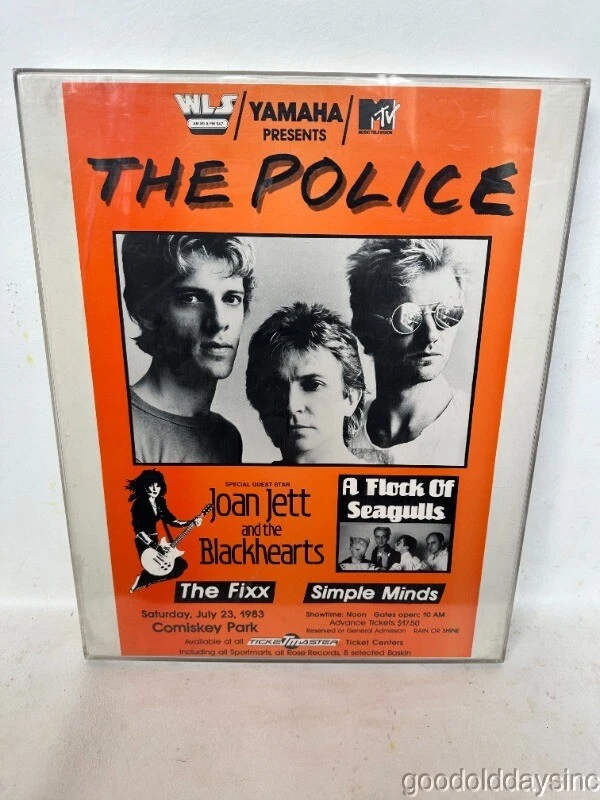 WLS
AM 89 & FM 94.7
YAMAHA
PRESENTS
MTV
MUSIC TELEVISION
THE POLICE
SPECIAL GUEST STAR
Joan Jett
and the
Blackhearts
A Flock Of
Seagulls
The Fixx
Simple Minds
Saturday, July 23, 1983
Comiskey Park
Showtime: Noon Gates open: 10 AM
Advance Tickets $17.50
Reserved or General Admission RAIN OR SHINE
Available at all TICKETMASTER Ticket Centers
Including all Sportmarts, all Rose Records, 8 selected Baskin
goodolddaysinc